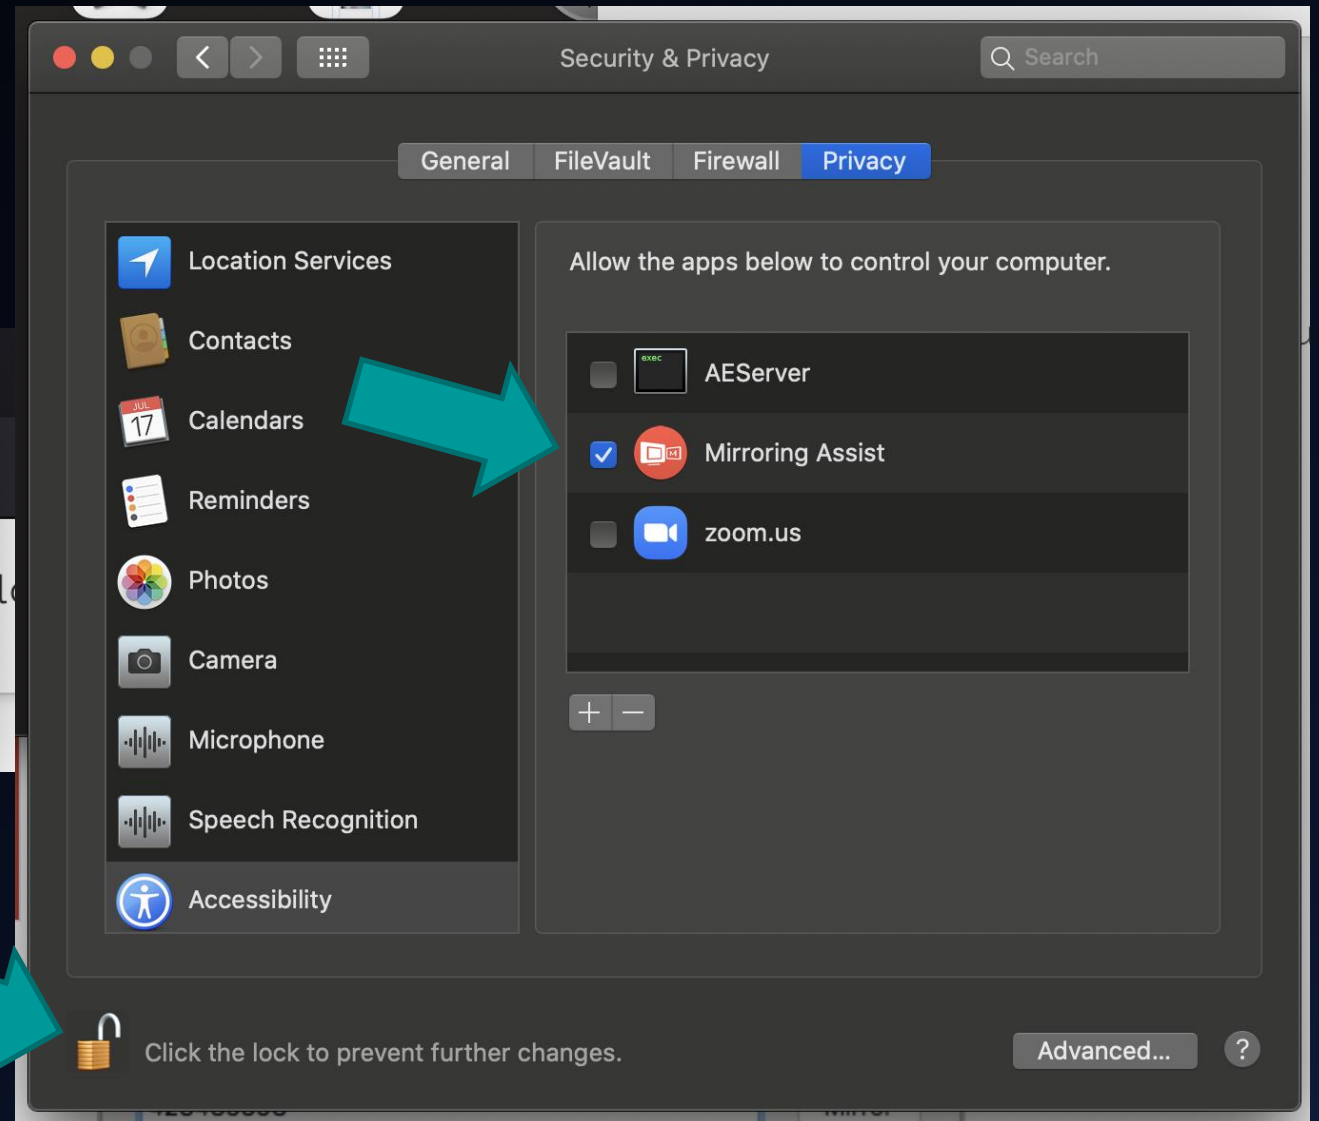 Security & Privacy
Search
General FileVault Firewall Privacy
Location Services
Contacts
JUL
17
Calendars
Reminders
Photos
Camera
Microphone
Speech Recognition
Accessibility
Allow the apps below to control your computer.
exec
AEServer
Mirroring Assist
zoom.us
Click the lock to prevent further changes.
Advanced...
?